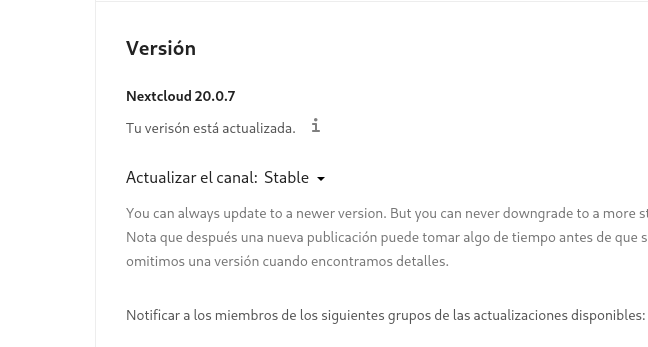 Versión
Nextcloud 20.0.7
Tu verisón está actualizada.
Actualizar el canal: Stable
You can always update to a newer version. But you can never downgrade to a more
Nota que después una nueva publicación puede tomar algo de tiempo antes de que
omitimos una versión cuando encontramos detalles.
Notificar a los miembros de los siguientes grupos de las actualizaciones disponibles: